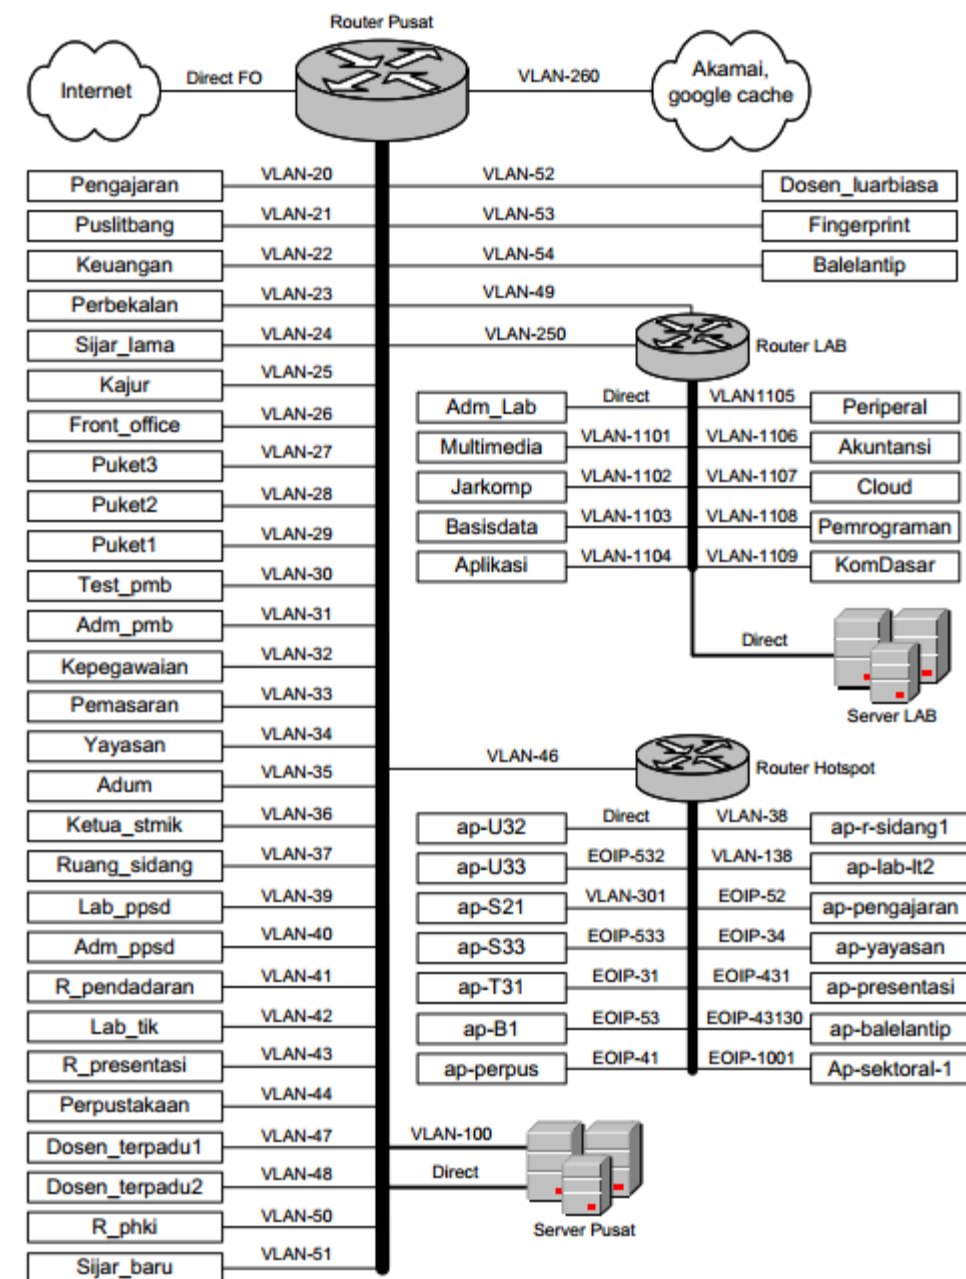 Router Pusat
Internet
Direct FO
VLAN-260
Akamai,
google cache
Pengajaran
VLAN-20
VLAN-52
Dosen_luarbiasa
Puslitbang
VLAN-21
VLAN-53
Fingerprint
Keuangan
VLAN-22
VLAN-54
Balelantip
Perbekalan
VLAN-23
VLAN-49
Sijar_lama
VLAN-24
VLAN-250
Router LAB
Kajur
VLAN-25
Front_office
VLAN-26
Puket3
VLAN-27
Puket2
VLAN-28
Puket1
VLAN-29
Test_pmb
VLAN-30
Adm_pmb
VLAN-31
Kepegawaian
VLAN-32
Pemasaran
VLAN-33
Yayasan
VLAN-34
Adum
VLAN-35
Ketua_stmik
VLAN-36
Ruang_sidang
VLAN-37
Lab_ppsd
VLAN-39
Adm_ppsd
VLAN-40
R_pendadaran
VLAN-41
Lab_tik
VLAN-42
R_presentasi
VLAN-43
Perpustakaan
VLAN-44
Dosen_terpadu1
VLAN-47
Dosen_terpadu2
VLAN-48
R_phki
VLAN-50
Sijar_baru
VLAN-51
Adm_Lab
Direct
VLAN1105
Periperal
Multimedia
VLAN-1101
VLAN-1106
Akuntansi
Jarkomp
VLAN-1102
VLAN-1107
Cloud
Basisdata
VLAN-1103
VLAN-1108
Pemrograman
Aplikasi
VLAN-1104
VLAN-1109
KomDasar
Direct
Server LAB
VLAN-46
Router Hotspot
ap-U32
Direct
VLAN-38
ap-r-sidang1
ap-U33
EOIP-532
VLAN-138
ap-lab-lt2
ap-S21
VLAN-301
EOIP-52
ap-pengajaran
ap-S33
EOIP-533
EOIP-34
ap-yayasan
ap-T31
EOIP-31
EOIP-431
ap-presentasi
ap-B1
EOIP-53
EOIP-43130
ap-balelantip
ap-perpus
EOIP-41
EOIP-1001
Ap-sektoral-1
VLAN-100
Direct
Server Pusat